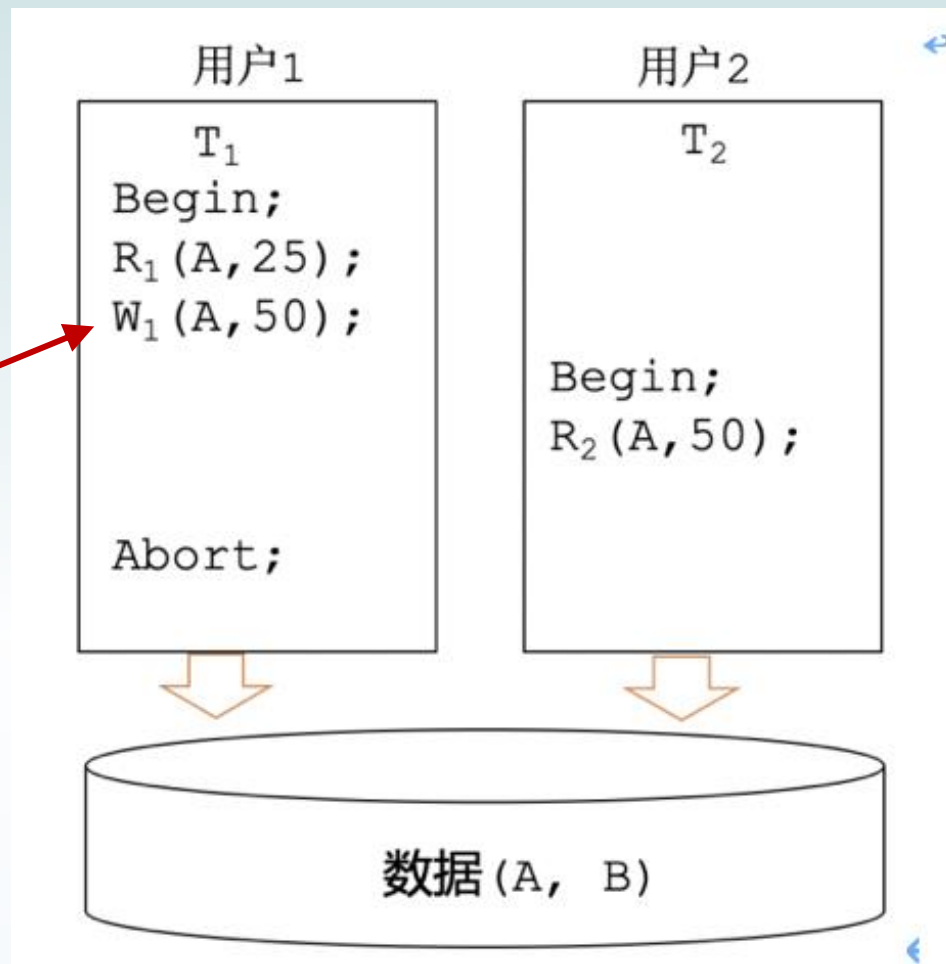 用户1
用户2
T₁
Begin;
R₁(A,25);
W₁(A,50);
Abort;
T₂
Begin;
R₂(A,50);
数据(A, B)